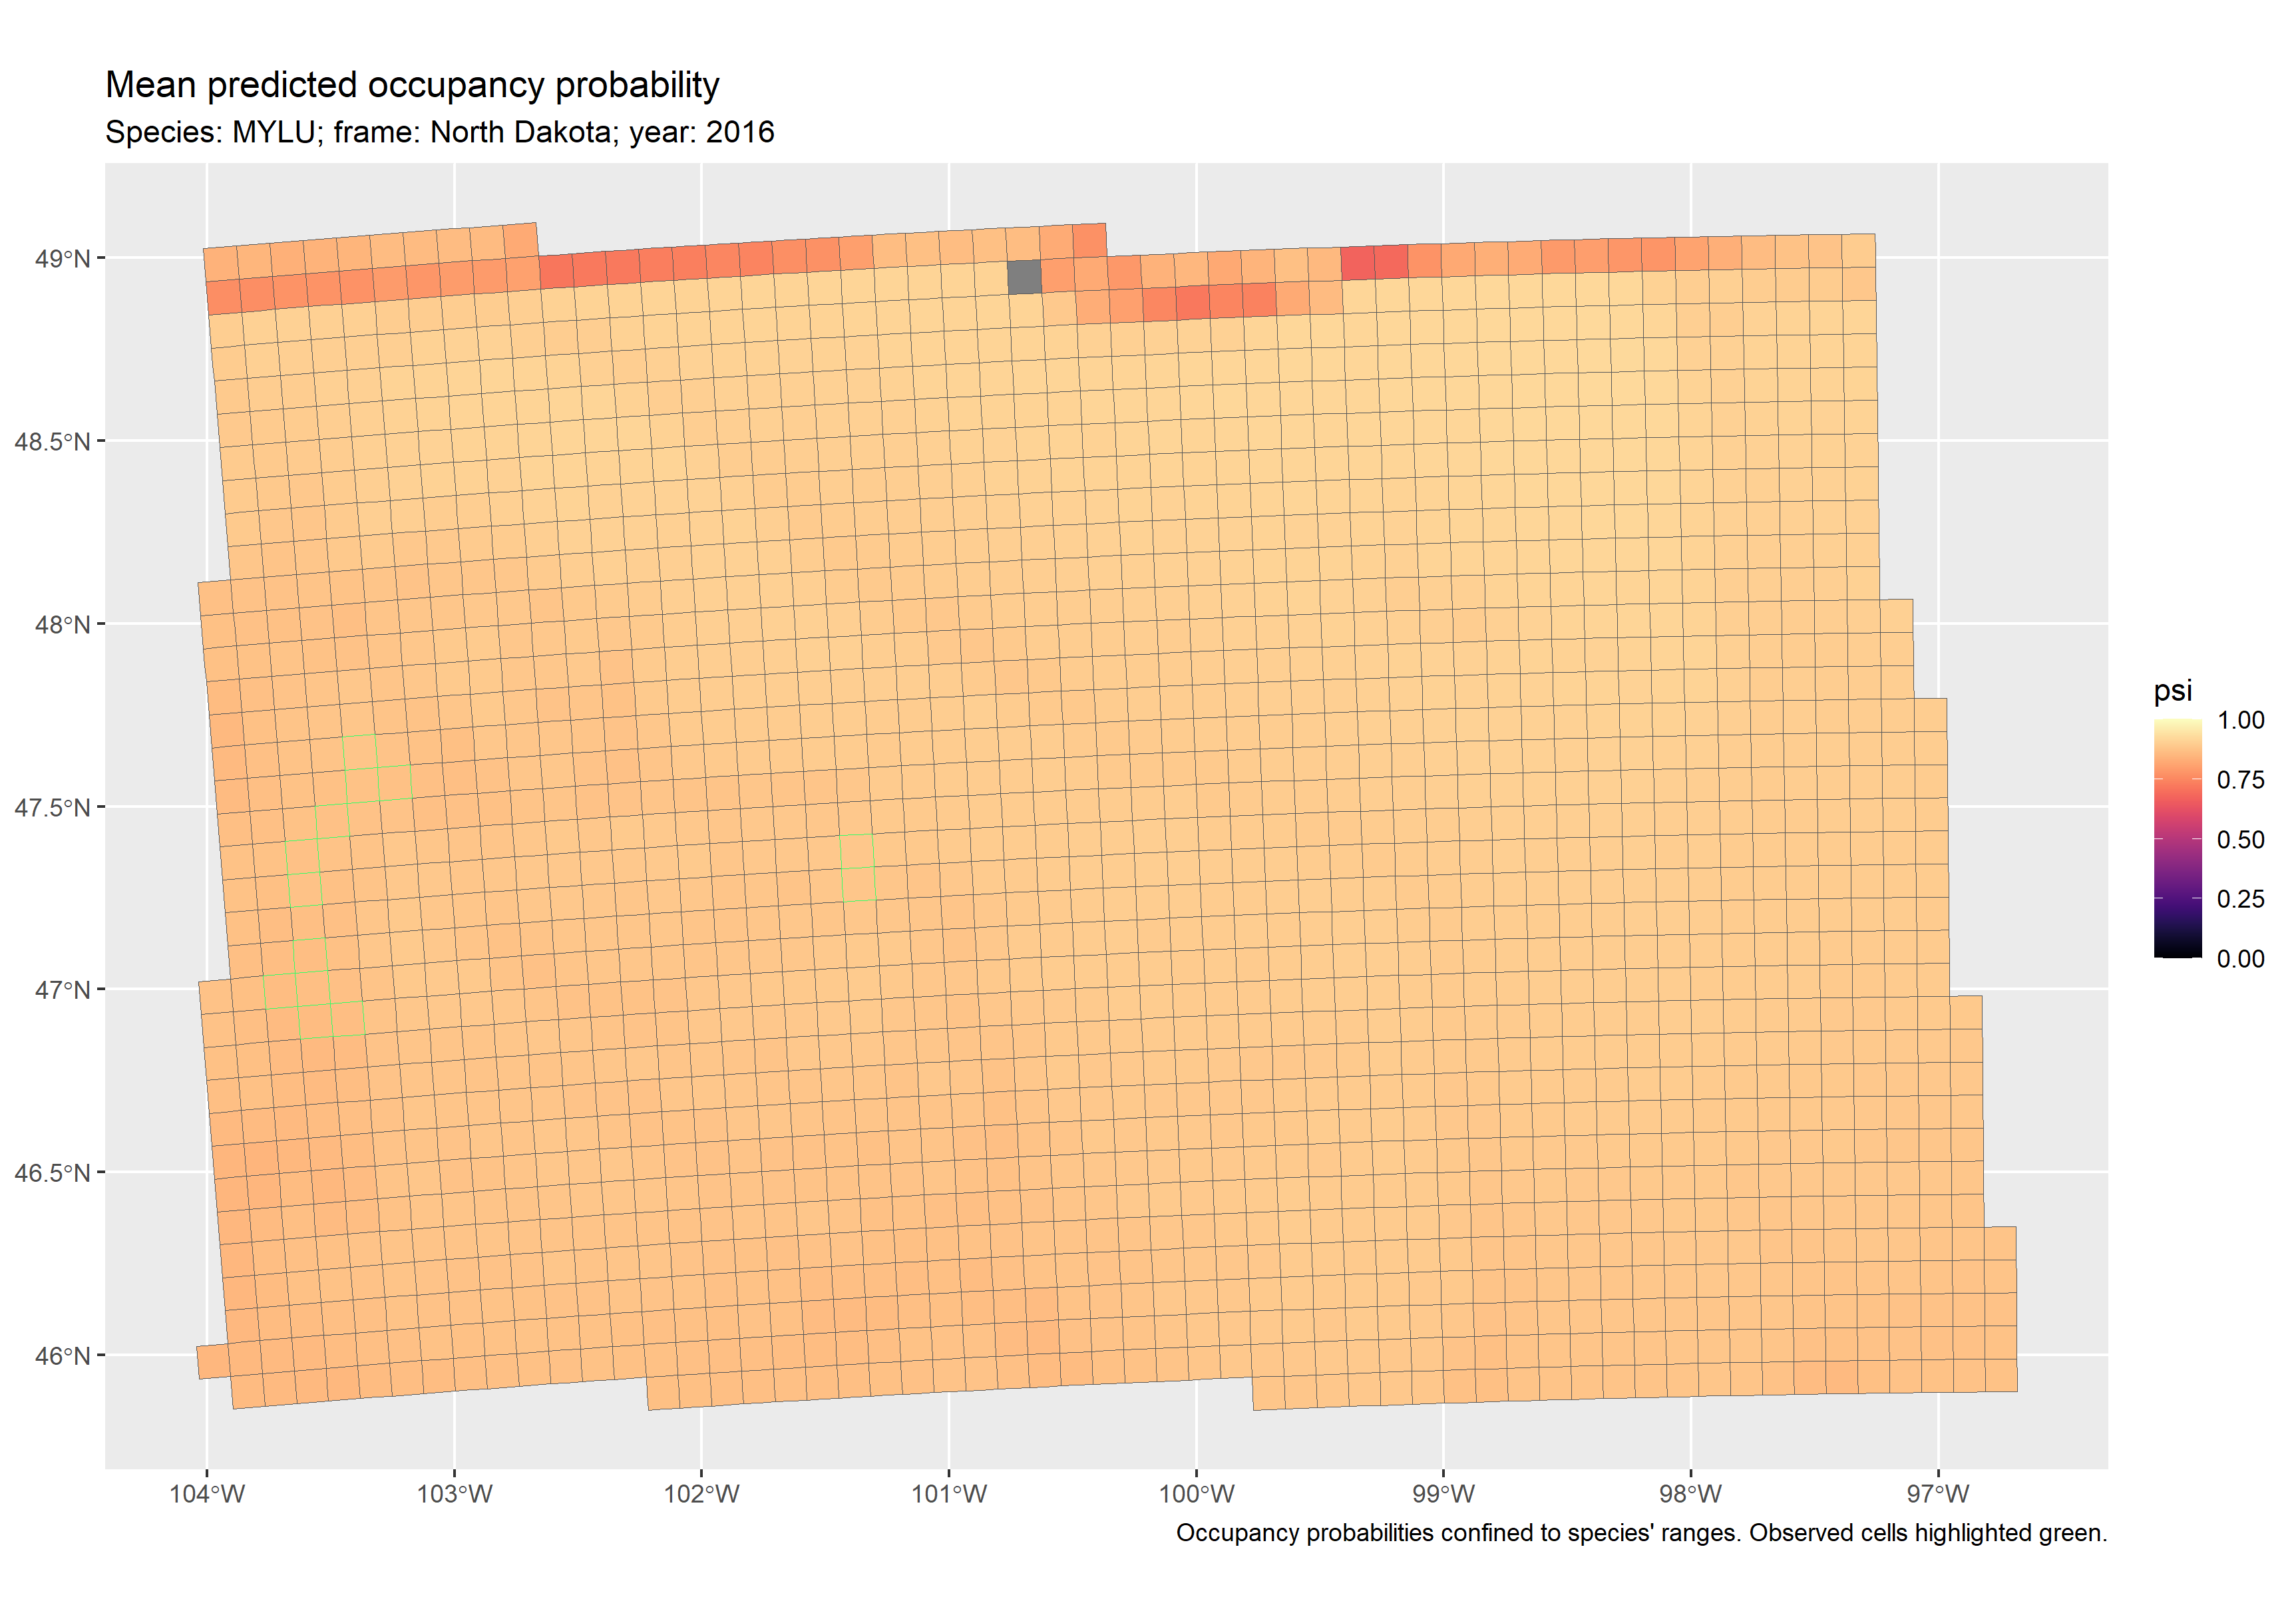 Mean predicted occupancy probability
Species: MYLU; frame: North Dakota; year: 2016
49°N
48.5°N
48°N
47.5°N
47°N
46.5°N
46°N
104°W
103°W
102°W
101°W
100°W
99°W
98°W
97°W
psi
1.00
0.75
0.50
0.25
0.00
Occupancy probabilities confined to species' ranges. Observed cells highlighted green.